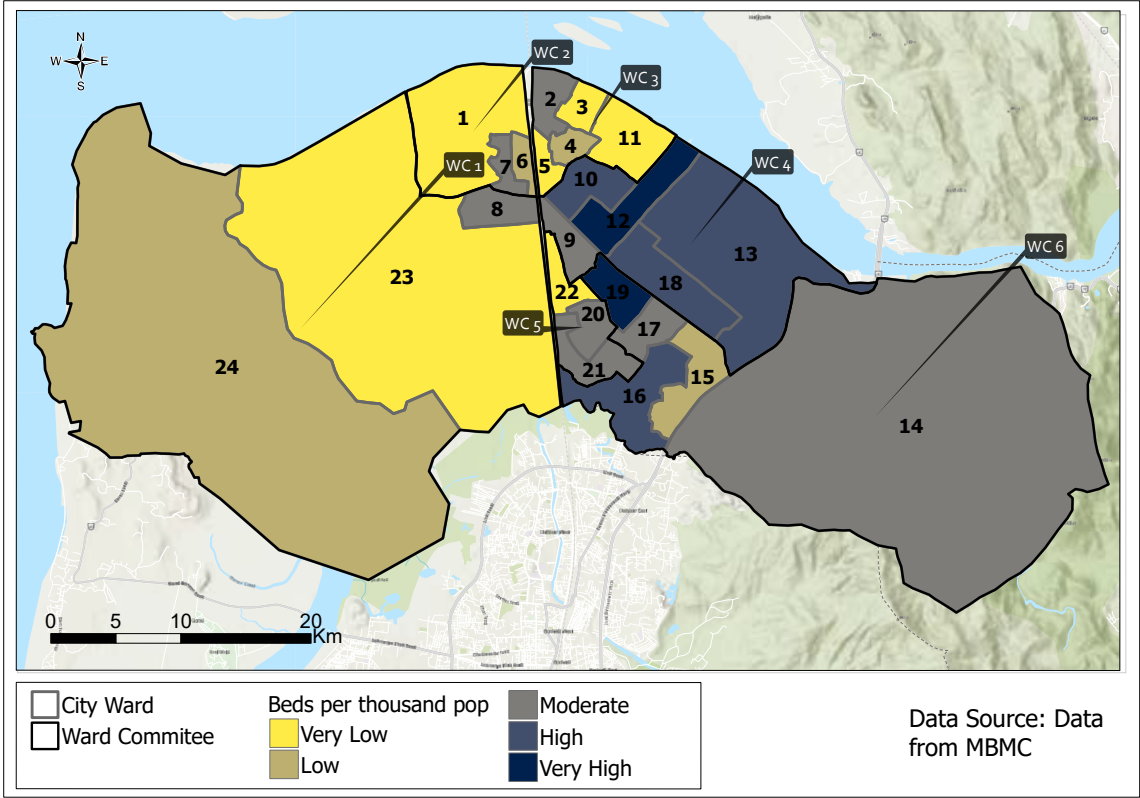 N
W E
S
WC 2
WC 3
2
3
1
11
4
7 6 5
WC 1
WC 4
10
8
12
9
13
WC 6
23
18
22
19
20
WC 5
17
24
21
15
16
14
0 5 10 20
Km
City Ward
Ward Commitee
Beds per thousand pop
Very Low
Low
Moderate
High
Very High
Data Source: Data
from MBMC